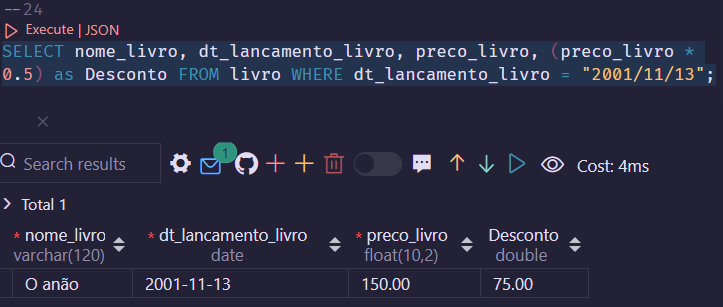 --24
Execute | JSON
SELECT nome_livro, dt_lancamento_livro, preco_livro, (preco_livro *
0.5) as Desconto FROM livro WHERE dt_lancamento_livro = "2001/11/13";
Search results
1
Cost: 4ms
Total 1
* nome_livro * dt_lancamento_livro * preco_livro Desconto
varchar(120) date float(10,2) double
O anão 2001-11-13 150.00 75.00